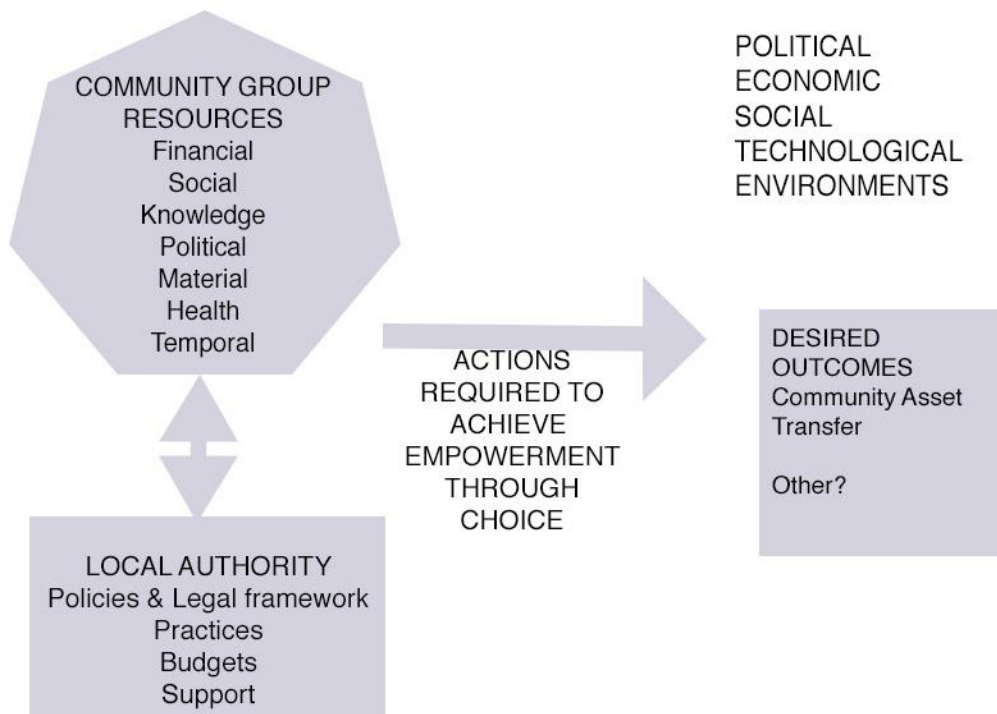 COMMUNITY GROUP
RESOURCES
Financial
Social
Knowledge
Political
Material
Health
Temporal
POLITICAL
ECONOMIC
SOCIAL
TECHNOLOGICAL
ENVIRONMENTS
ACTIONS
REQUIRED TO
ACHIEVE
EMPOWERMENT
THROUGH
CHOICE
DESIRED
OUTCOMES
Community Asset
Transfer
Other?
LOCAL AUTHORITY
Policies & Legal framework
Practices
Budgets
Support